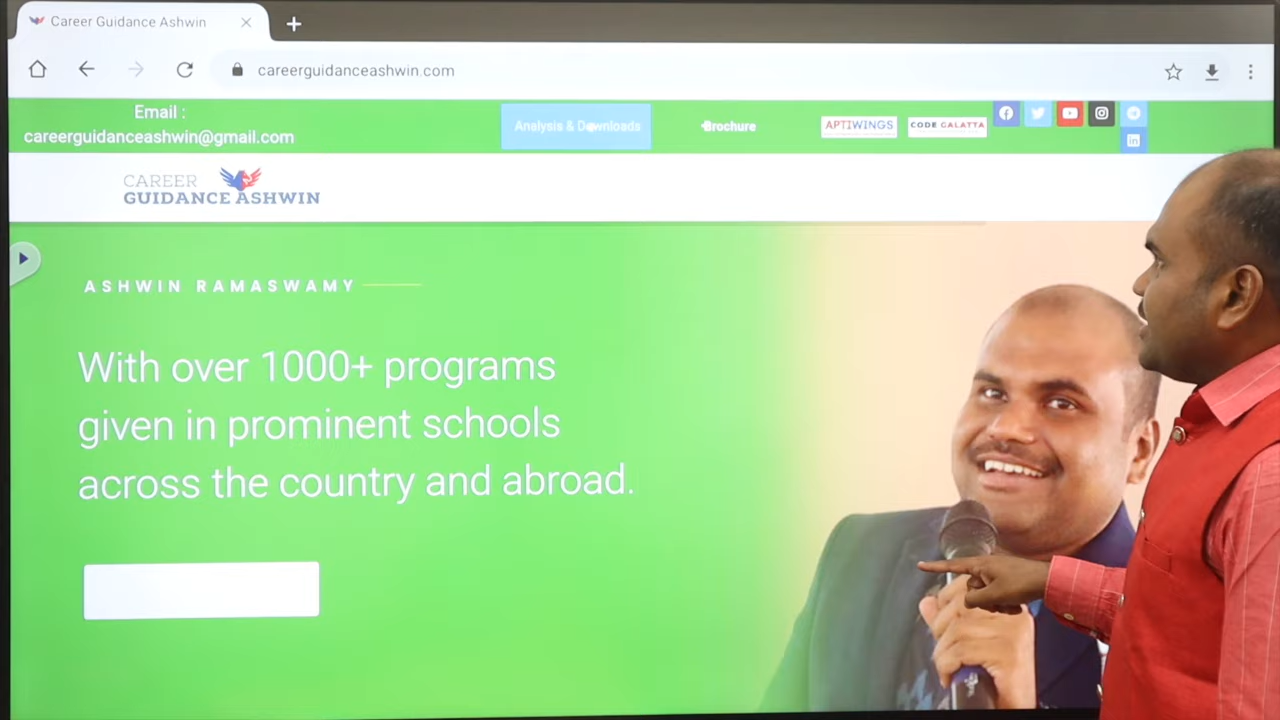 Career Guidance Ashwin
careerguidanceashwin.com
Email :
careerguidanceashwin@gmail.com
Analysis & Downloads
Brochure
APTIWINGS
CODE GALATTA
CAREER
GUIDANCE ASHWIN
ASHWIN RAMASWAMY
With over 1000+ programs
given in prominent schools
across the country and abroad.